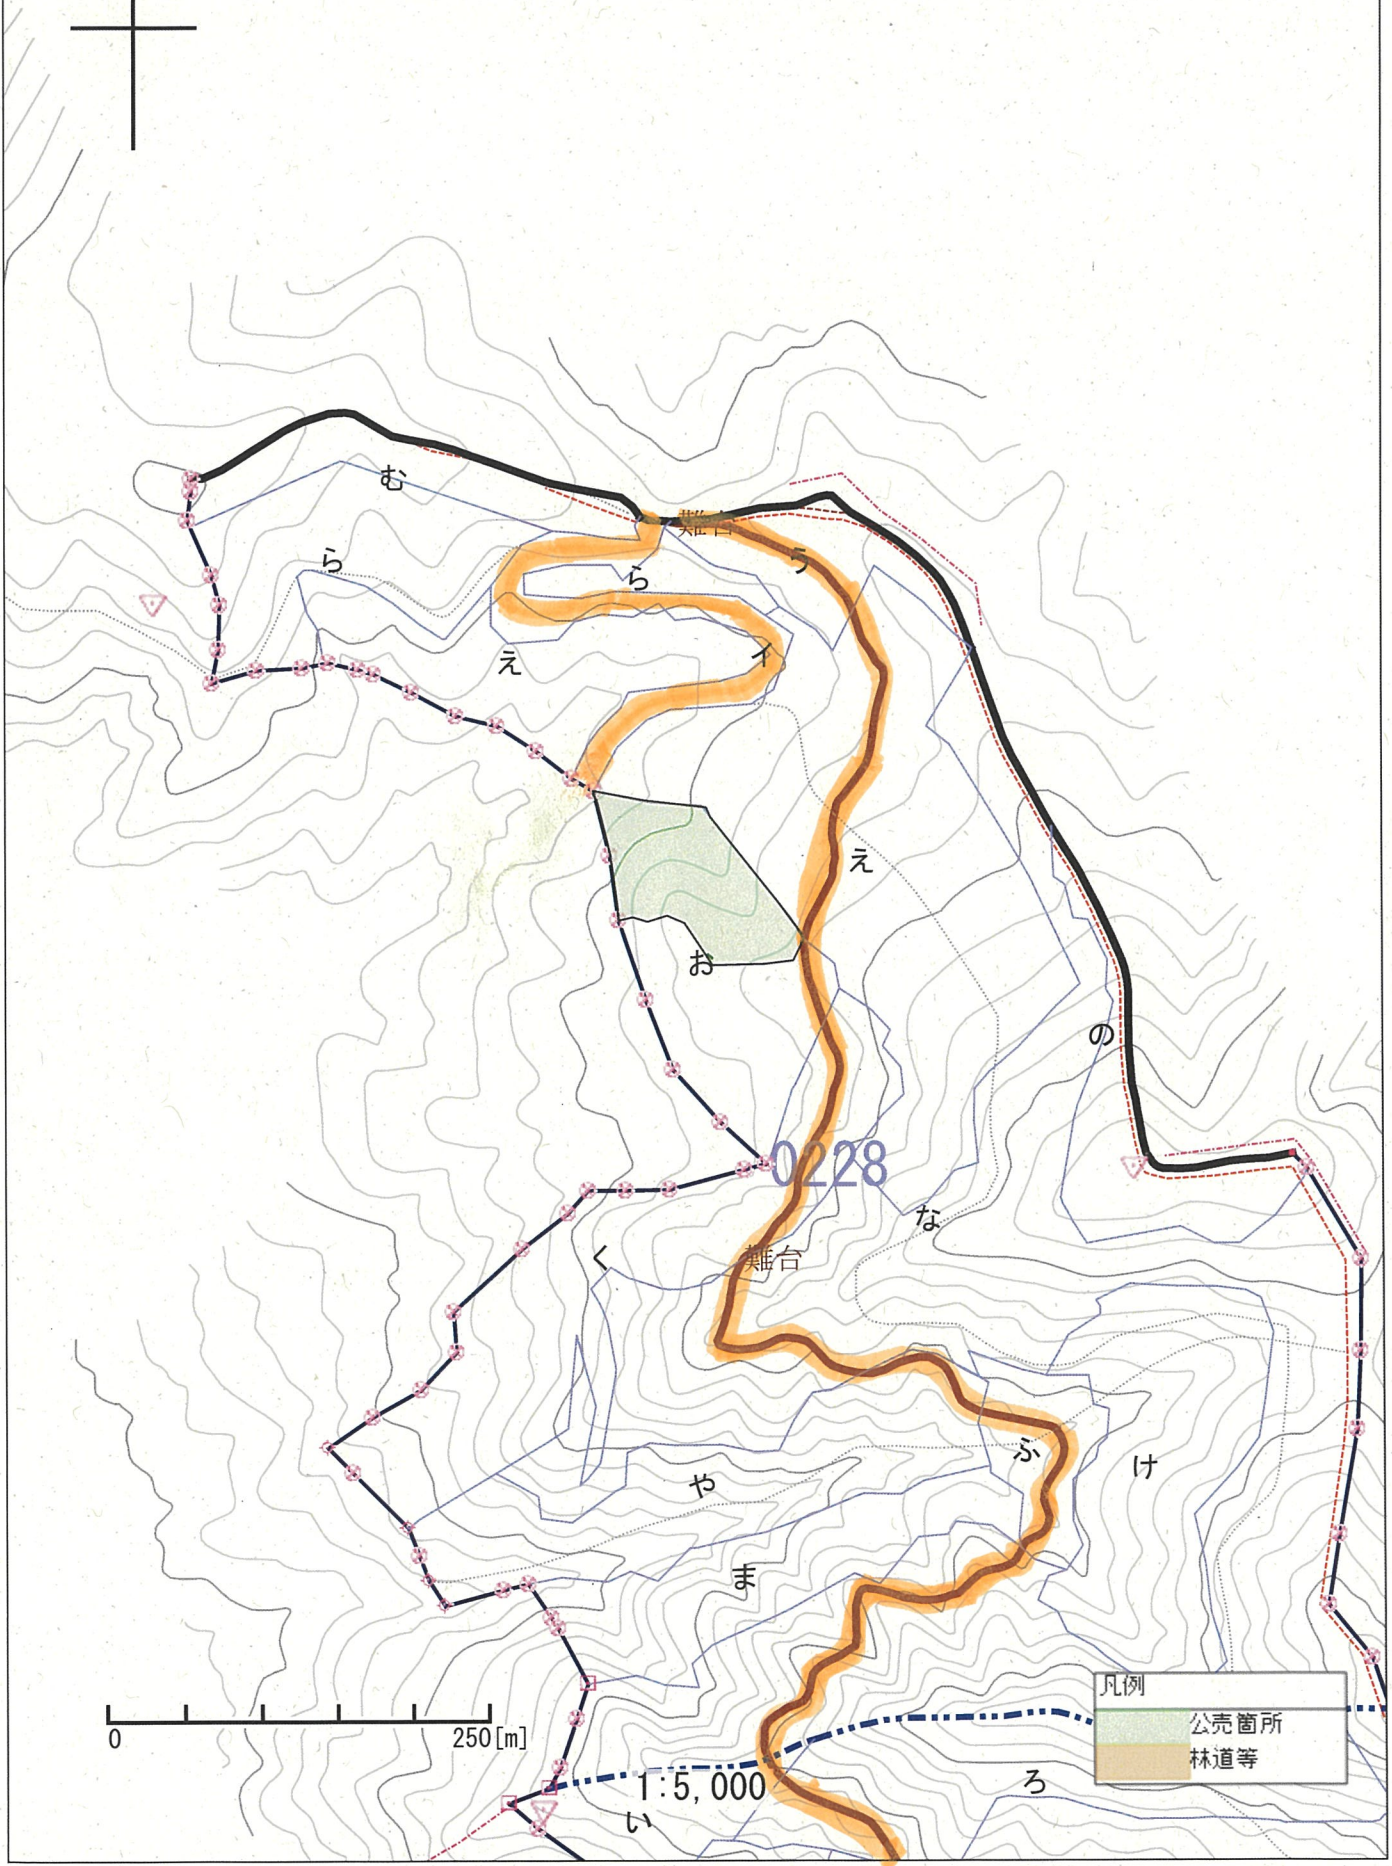 む
難台
う
ら
ら
え
イ
え
お
の
0228
な
く
難台
ふ
け
や
ま
凡例
公売箇所
林道等
0 250[m]
1:5,000
ろ
い